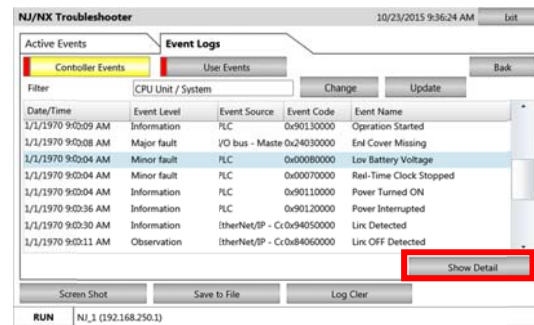 NJ/NX Troubleshooter 10/23/2015 9:36:24 AM Exit
Active Events Event Logs
Controller Events User Events Back
Filter CPU Unit / System Change Update
Date/Time Event Level Event Source Event Code Event Name
1/1/1970 9:03:09 AM Information PLC 0x90130000 Operation Started
1/1/1970 9:03:08 AM Major fault I/O bus - Maste 0x24030000 End Cover Missing
1/1/1970 9:03:04 AM Minor fault PLC 0x000B0000 Low Battery Voltage
1/1/1970 9:03:04 AM Minor fault PLC 0x00070000 Real-Time Clock Stopped
1/1/1970 9:03:04 AM Information PLC 0x90110000 Power Turned ON
1/1/1970 9:03:36 AM Information PLC 0x90120000 Power Interrupted
1/1/1970 9:03:30 AM Information EtherNet/IP - Cc 0x94050000 Link Detected
1/1/1970 9:03:11 AM Observation EtherNet/IP - Cc 0x84060000 Link OFF Detected
Show Detail
Screen Shot Save to File Log Clear
RUN NJ_1 (192.168.250.1)